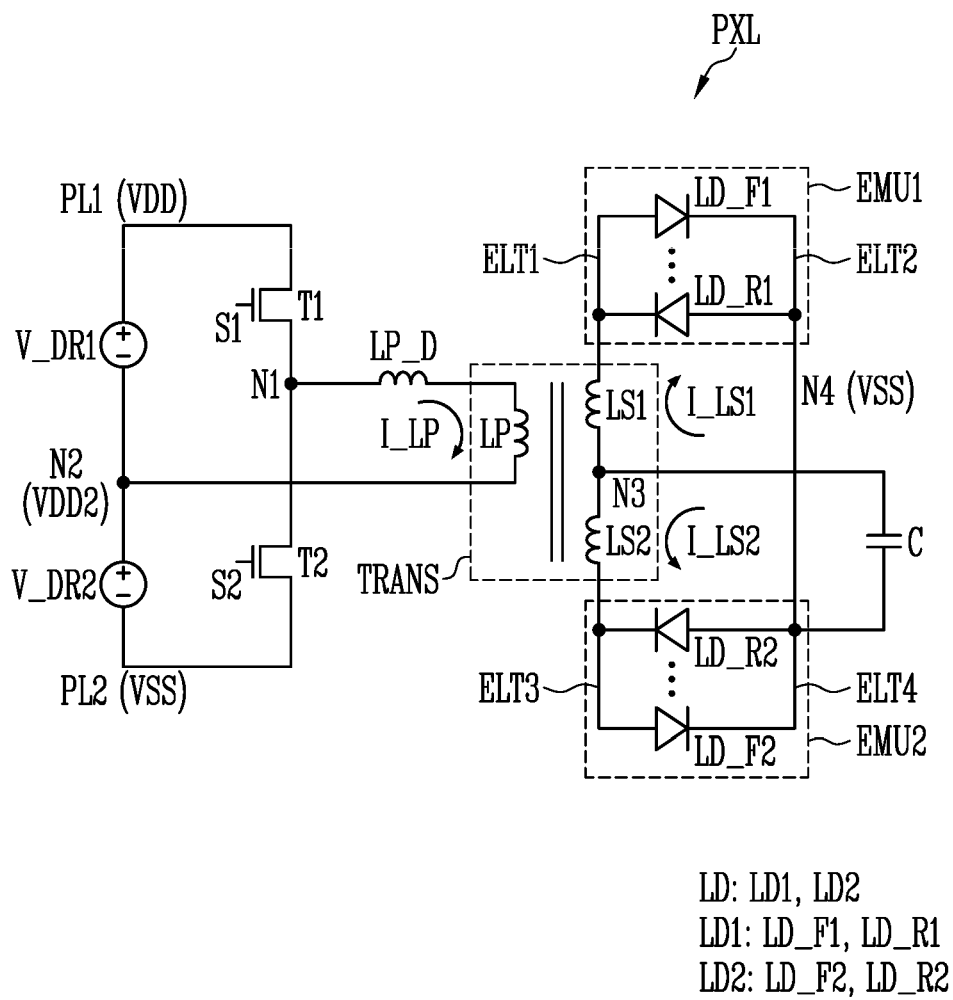 PXL
PL1 (VDD)
LD_F1
EMU1
ELT1
ELT2
LD_R1
S1
T1
V_DR1
+
−
LP_D
N1
N4 (VSS)
I_LP
LP
LS1
I_LS1
N2
(VDD2)
N3
LS2
I_LS2
C
V_DR2
+
−
S2
T2
TRANS
LD_R2
PL2 (VSS)
ELT3
ELT4
LD_F2
EMU2
LD: LD1, LD2
LD1: LD_F1, LD_R1
LD2: LD_F2, LD_R2